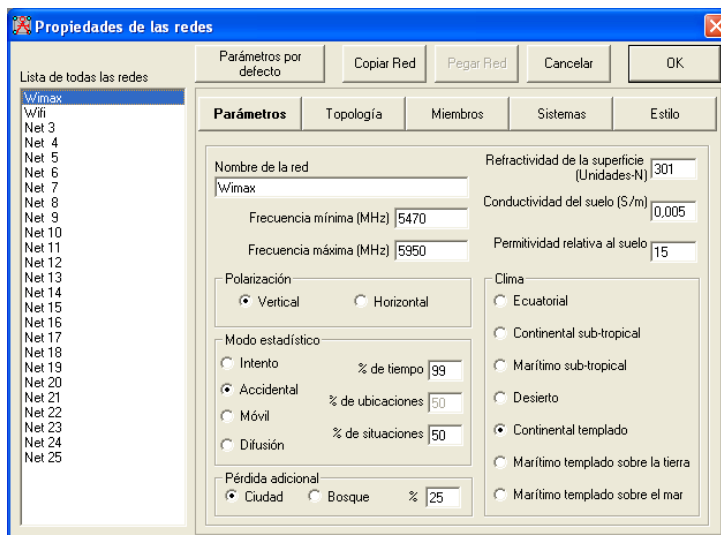 Propiedades de las redes
Parámetros por defecto
Copiar Red
Pegar Red
Cancelar
OK
Lista de todas las redes
Wimax
Wifi
Net 3
Net 4
Net 5
Net 6
Net 7
Net 8
Net 9
Net 10
Net 11
Net 12
Net 13
Net 14
Net 15
Net 16
Net 17
Net 18
Net 19
Net 20
Net 21
Net 22
Net 23
Net 24
Net 25
Parámetros
Topología
Miembros
Sistemas
Estilo
Nombre de la red
Wimax
Frecuencia mínima (MHz) 5470
Frecuencia máxima (MHz) 5950
Refractividad de la superficie
(Unidades-N) 301
Conductividad del suelo (S/m) 0,005
Permitividad relativa al suelo 15
Polarización
Vertical
Horizontal
Modo estadístico
Intento
Accidental
Móvil
Difusión
% de tiempo 99
% de ubicaciones 50
% de situaciones 50
Pérdida adicional
Ciudad
Bosque
% 25
Clima
Ecuatorial
Continental sub-tropical
Marítimo sub-tropical
Desierto
Continental templado
Marítimo templado sobre la tierra
Marítimo templado sobre el mar